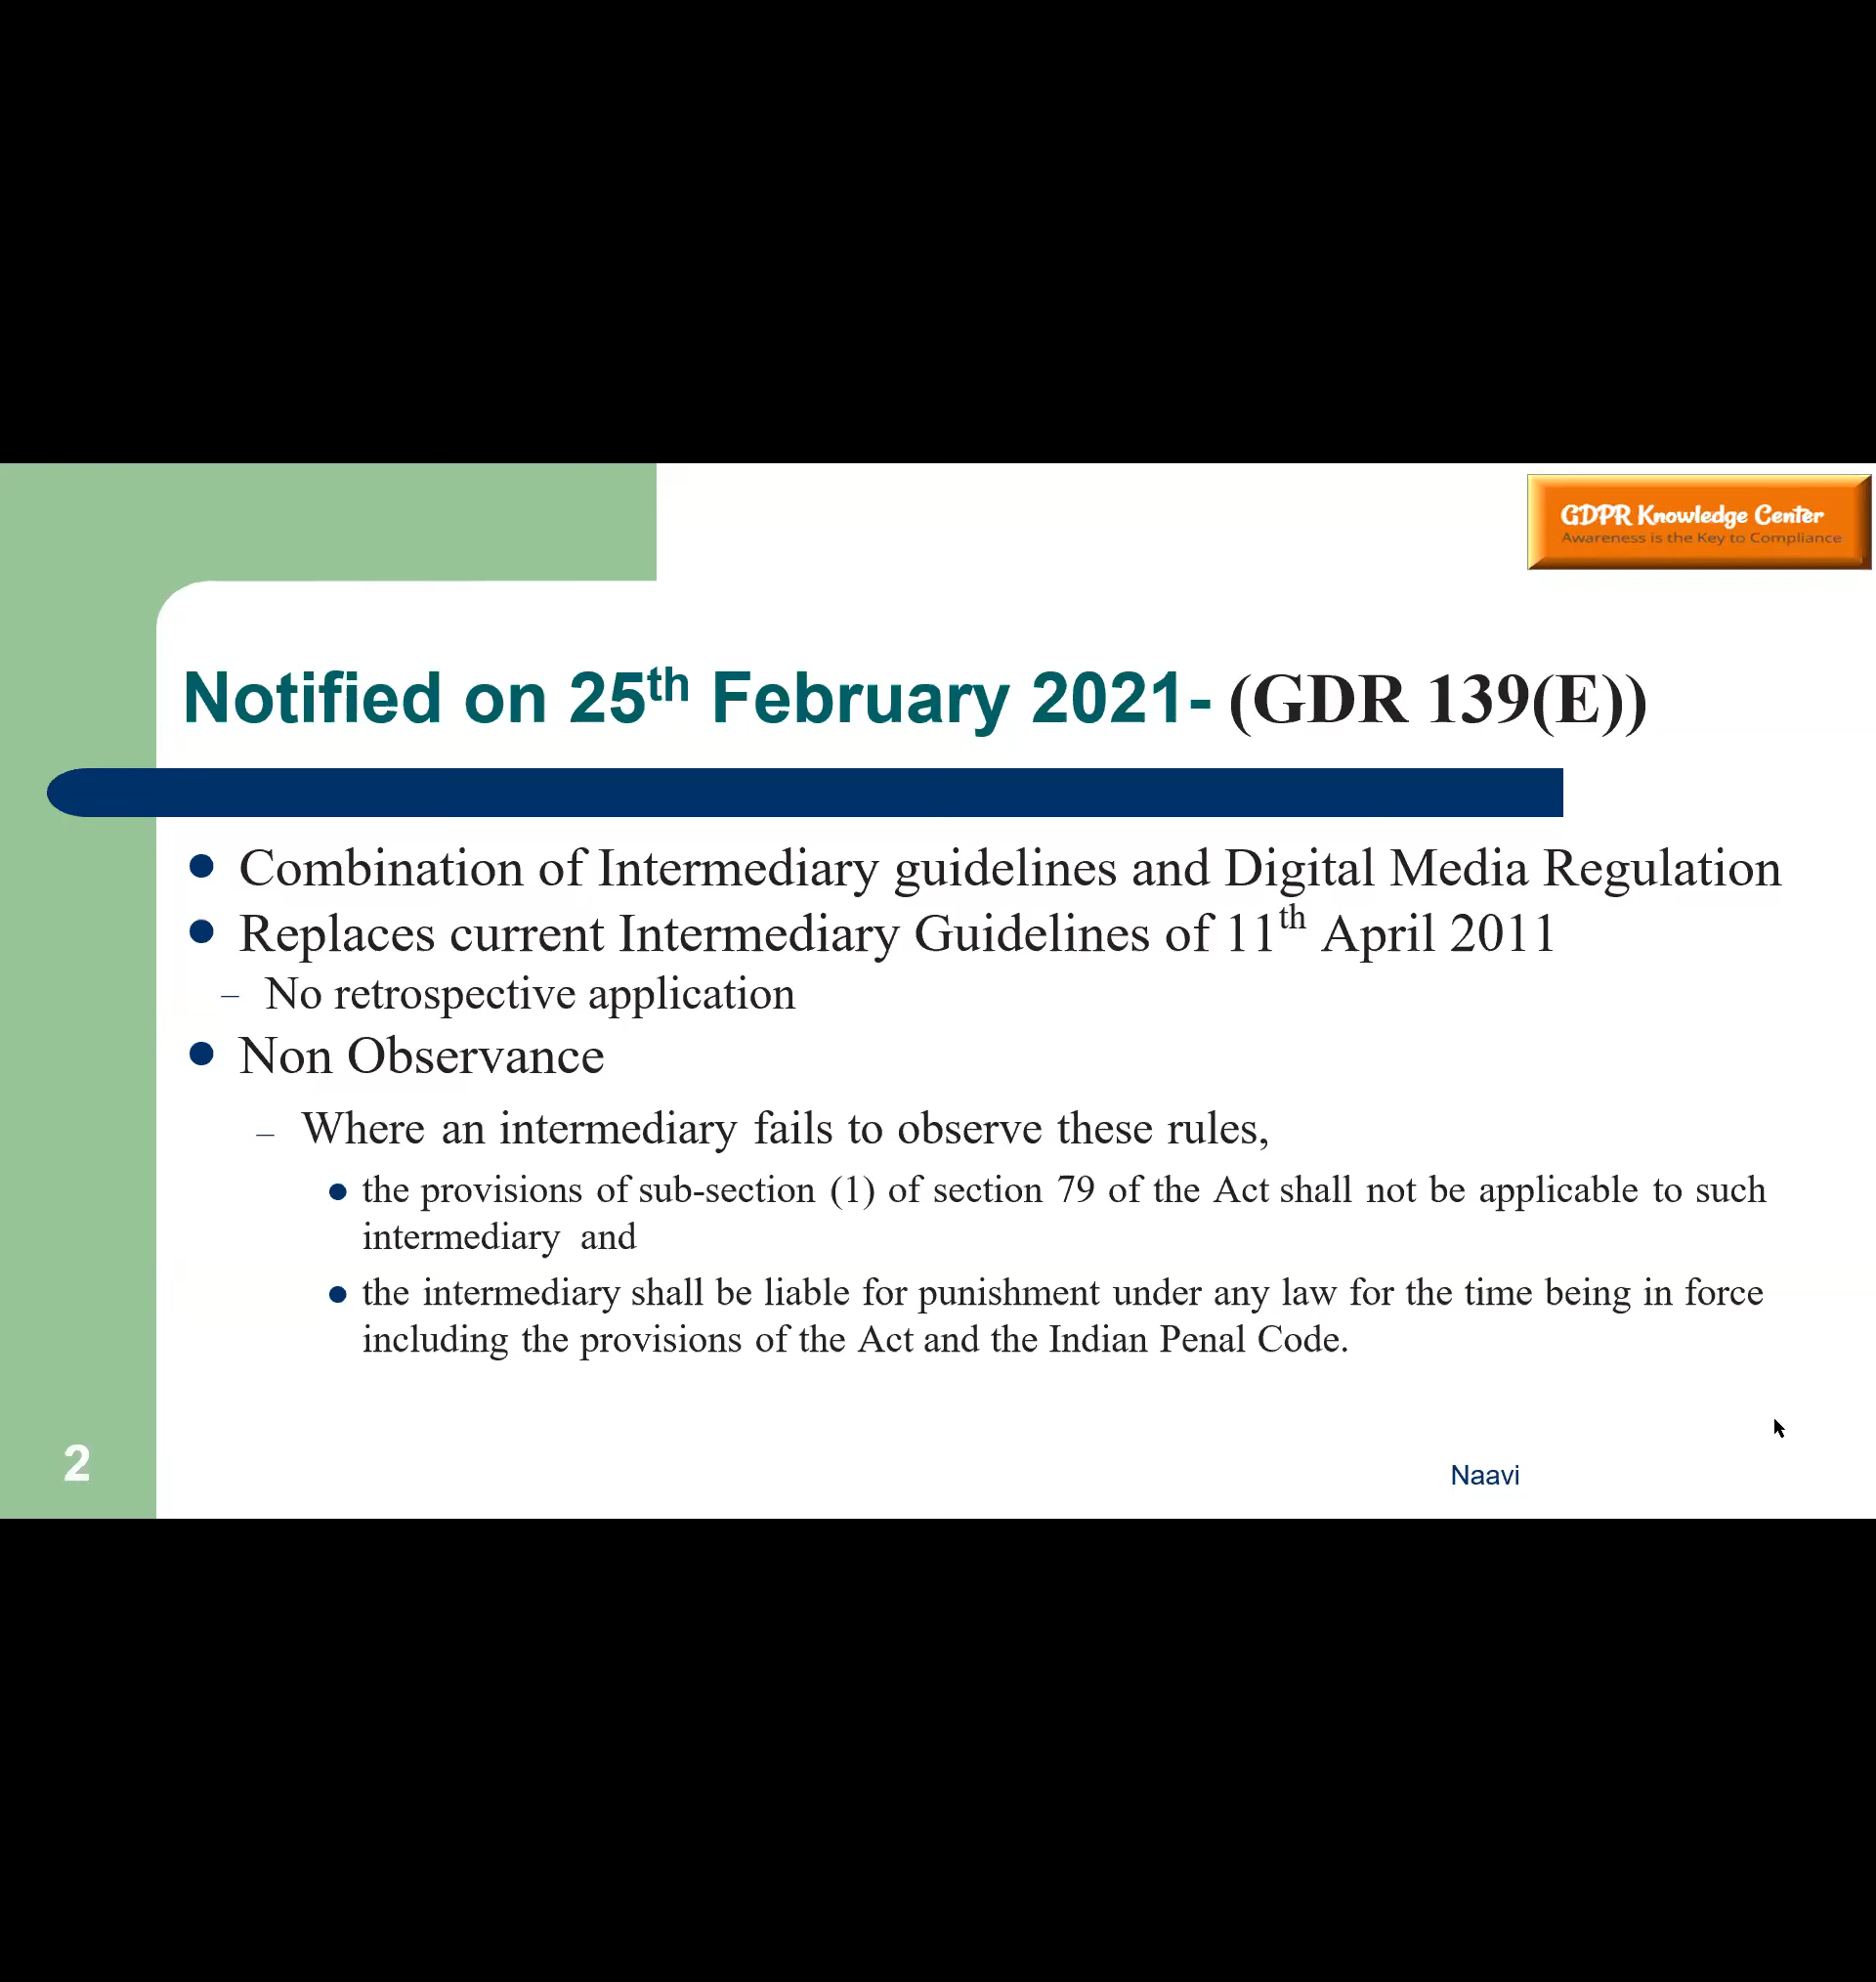 GDPR Knowledge Center
Awareness is the Key to Compliance
Notified on 25th February 2021- (GDR 139(E))
● Combination of Intermediary guidelines and Digital Media Regulation
● Replaces current Intermediary Guidelines of 11th April 2011
– No retrospective application
● Non Observance
– Where an intermediary fails to observe these rules,
● the provisions of sub-section (1) of section 79 of the Act shall not be applicable to such
intermediary and
● the intermediary shall be liable for punishment under any law for the time being in force
including the provisions of the Act and the Indian Penal Code.
2
Naavi